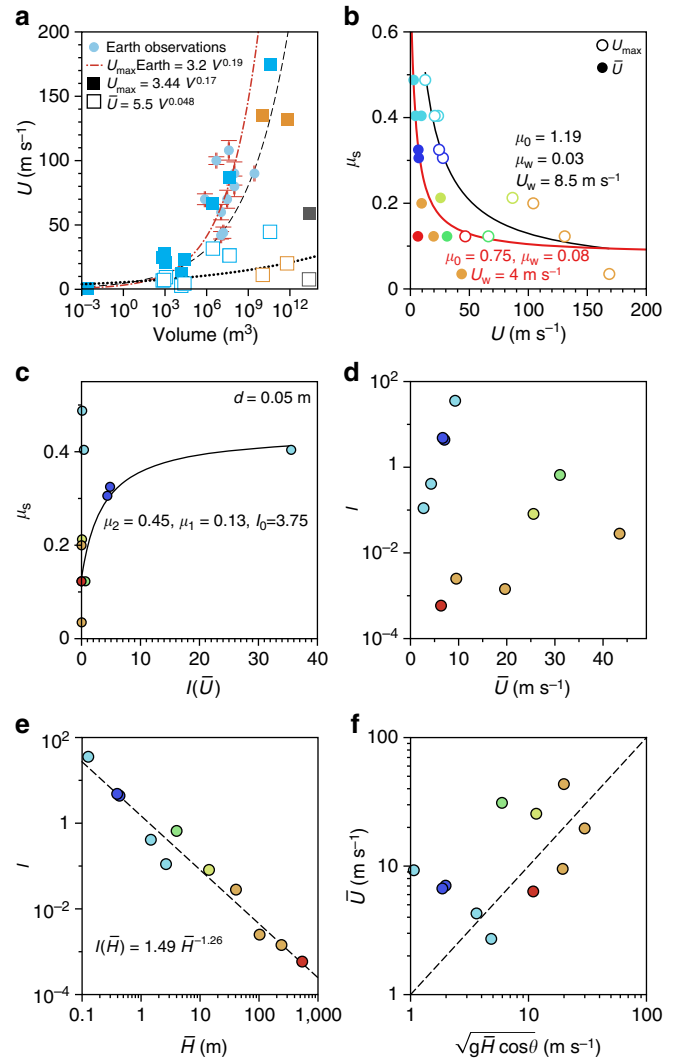 a
200
150
100
50
0
U (m s⁻¹)
Earth observations
U_max Earth = 3.2 V^0.19
U_max = 3.44 V^0.17
Ū = 5.5 V^0.048
10⁻³ 1 10³ 10⁶ 10⁹ 10¹²
Volume (m³)
b
0.6
0.4
0.2
0
μ_s
U_max
Ū
μ₀ = 1.19
μ_w = 0.03
U_w = 8.5 m s⁻¹
μ₀ = 0.75, μ_w = 0.08
U_w = 4 m s⁻¹
0 50 100 150 200
U (m s⁻¹)
c
0.4
0.2
0
μ_s
d = 0.05 m
μ₂ = 0.45, μ₁ = 0.13, I₀=3.75
0 10 20 30 40
I(Ū)
d
10²
1
10⁻²
10⁻⁴
I
0 10 20 30 40
Ū (m s⁻¹)
e
10²
1
10⁻²
10⁻⁴
I
I(H̄) = 1.49 H̄^−1.26
0.1 1 10 100 1,000
H̄ (m)
f
100
10
1
Ū (m s⁻¹)
1 10 100
√gH̄ cosθ̄ (m s⁻¹)